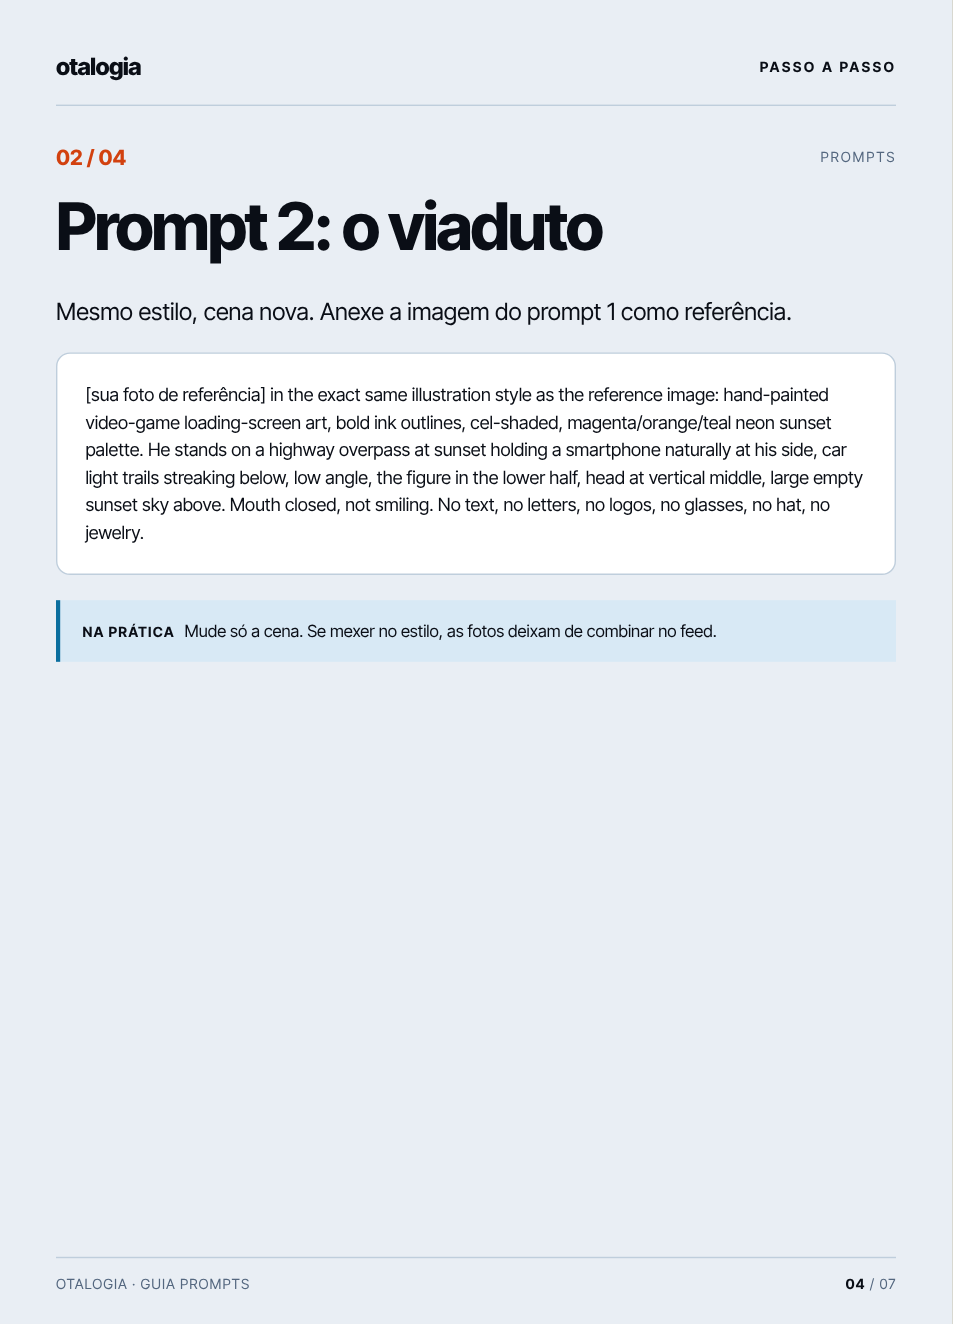 otalogia
PASSO A PASSO
02 / 04
PROMPTS
Prompt 2: o viaduto
Mesmo estilo, cena nova. Anexe a imagem do prompt 1 como referência.
[sua foto de referência] in the exact same illustration style as the reference image: hand-painted
video-game loading-screen art, bold ink outlines, cel-shaded, magenta/orange/teal neon sunset
palette. He stands on a highway overpass at sunset holding a smartphone naturally at his side, car
light trails streaking below, low angle, the figure in the lower half, head at vertical middle, large empty
sunset sky above. Mouth closed, not smiling. No text, no letters, no logos, no glasses, no hat, no
jewelry.
NA PRÁTICA Mude só a cena. Se mexer no estilo, as fotos deixam de combinar no feed.
OTALOGIA · GUIA PROMPTS
04 / 07